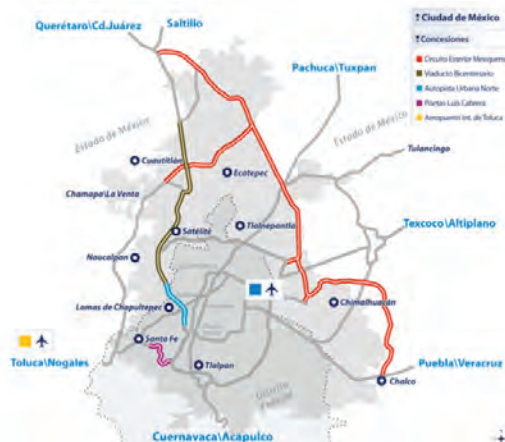 Saltillo
Querétaro\Cd.Juárez
Ciudad de México
Concesiones
Circuito Exterior Mexiquense
Viaducto Bicentenario
Autopista Urbana Norte
Poetas Luis Cabrera
Aeropuerto Int. de Toluca
Pachuca\Tuxpan
Estado de México
Estado de México
Tulancingo
Cuautitlán
Ecatepec
Chamapa\La Venta
Texcoco\Altiplano
Tlalnepantla
Satélite
Naucalpan
Chimalhuacán
Lomas de Chapultepec
Santa Fe
Toluca\Nogales
Tlalpan
Puebla\Veracruz
Chalco
Distrito
Federal
Cuernavaca\Acapulco